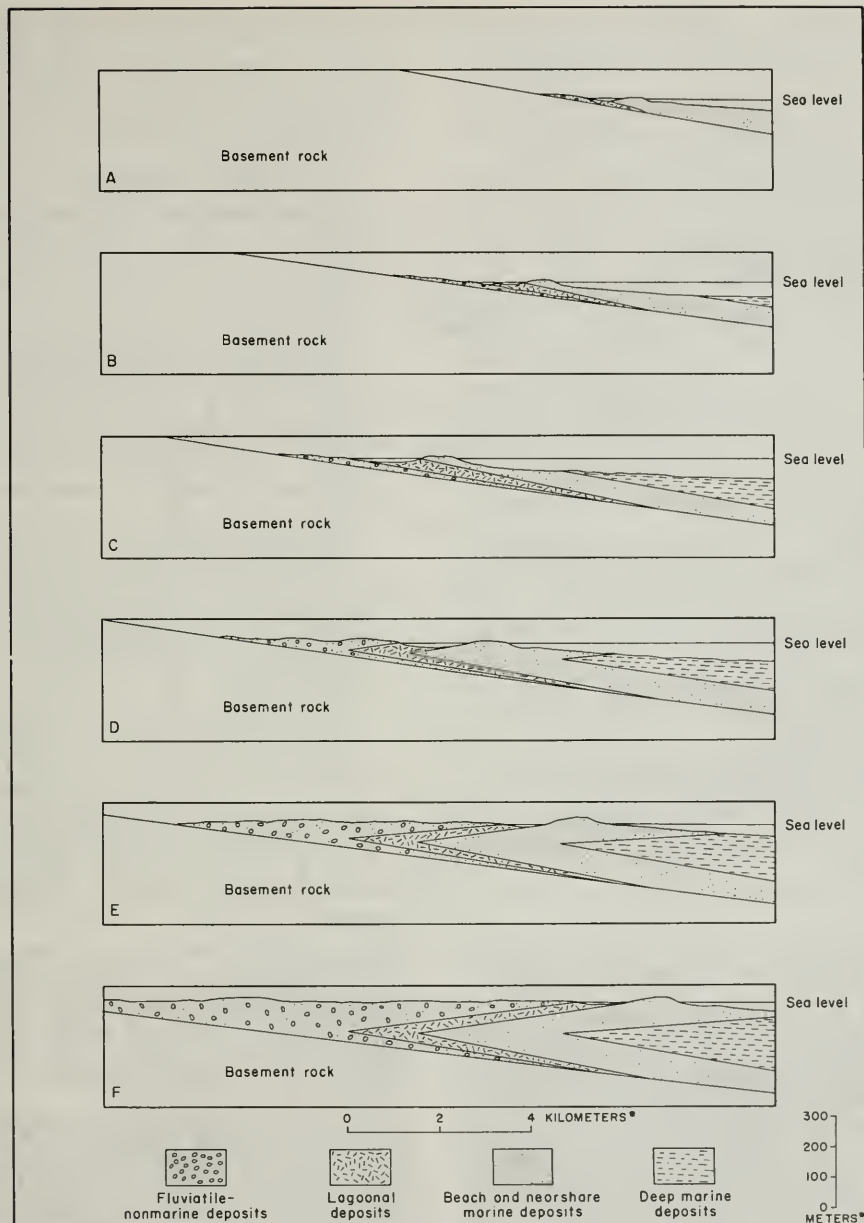 Sea level
Basement rock
A
Sea level
Basement rock
B
Sea level
Basement rock
C
Sea level
Basement rock
D
Sea level
Basement rock
E
Sea level
Basement rock
F
0 2 4 KILOMETERS*
300
200
100
0
METERS*
Fluviatile-
nonmarine deposits
Lagoonal
deposits
Beach and nearshore
marine deposits
Deep marine
deposits